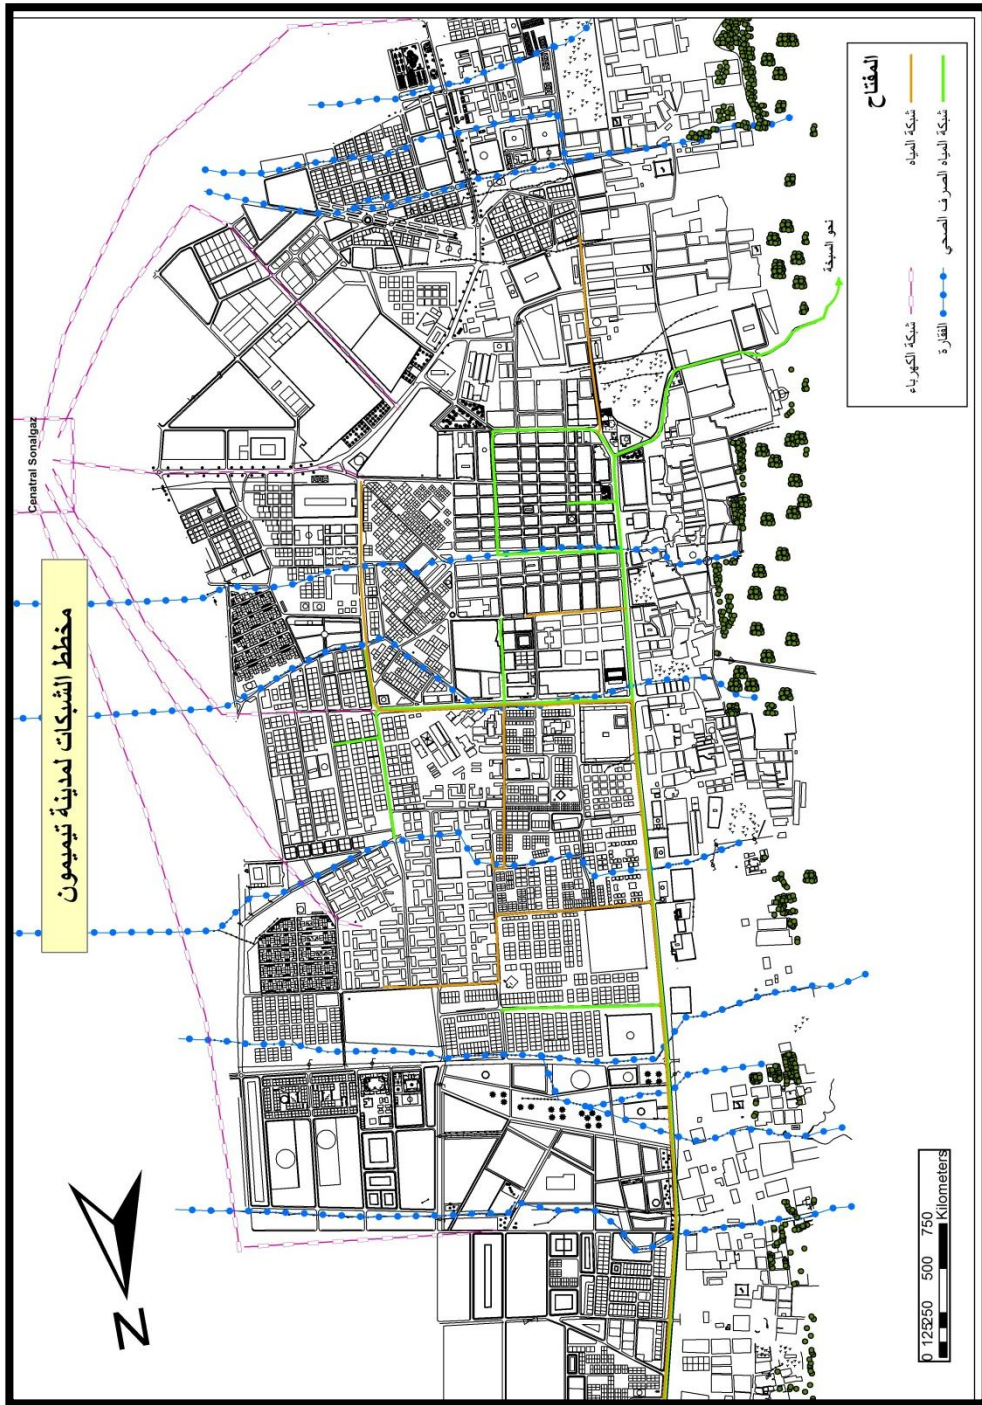 مخطط الشبكات لمدينة تيميمون
Cenatral Sonalgaz
المفتاح
شبكة المياه
شبكة المياه الصرف الصحي
شبكة الكهرباء
الفقارة
نحو السبخة
N
0 125250 500 750
Kilometers